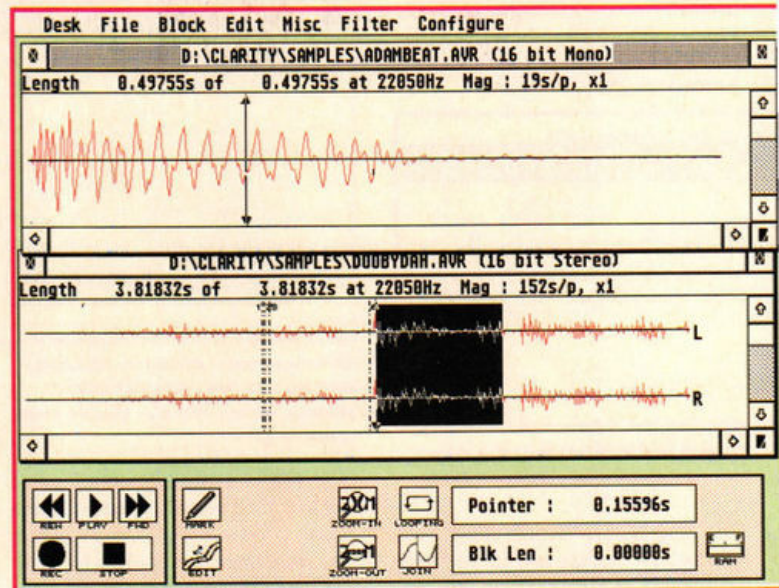 Desk File Block Edit Misc Filter Configure
D:\CLARITY\SAMPLES\ADAMBEAT.AVR (16 bit Mono)
Length 0.49755s of 0.49755s at 22050Hz Mag : 19s/p, x1
D:\CLARITY\SAMPLES\DOOBYDAH.AVR (16 bit Stereo)
Length 3.81832s of 3.81832s at 22050Hz Mag : 152s/p, x1
L
R
REW PLAY FWD MARK ZOOM-IN LOOPING Pointer : 0.15596s
REC STOP EDIT ZOOM-OUT JOIN Blk Len : 0.00000s RAM